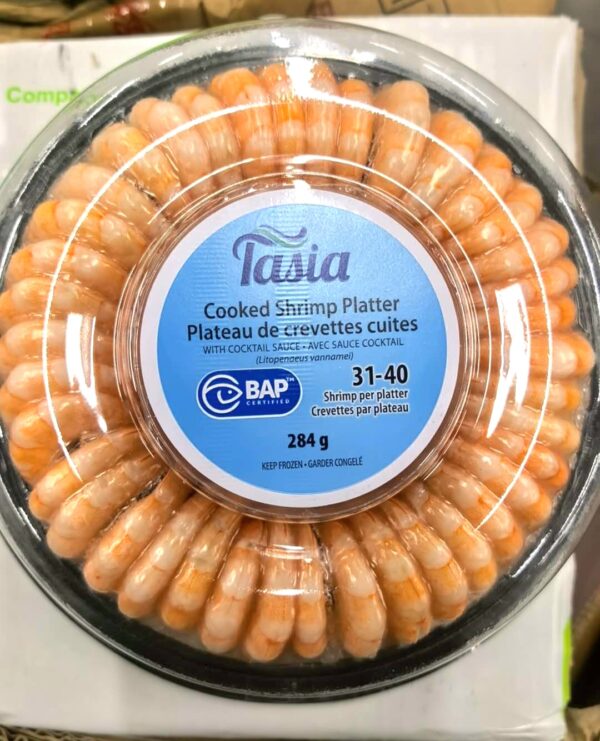 Tasia
Cooked Shrimp Platter
Plateau de crevettes cuites
WITH COCKTAIL SAUCE • AVEC SAUCE COCKTAIL
(Litopenaeus vannamei)
BAP™
CERTIFIED
31-40
Shrimp per platter
Crevettes par plateau
284 g
KEEP FROZEN • GARDER CONGELÉ